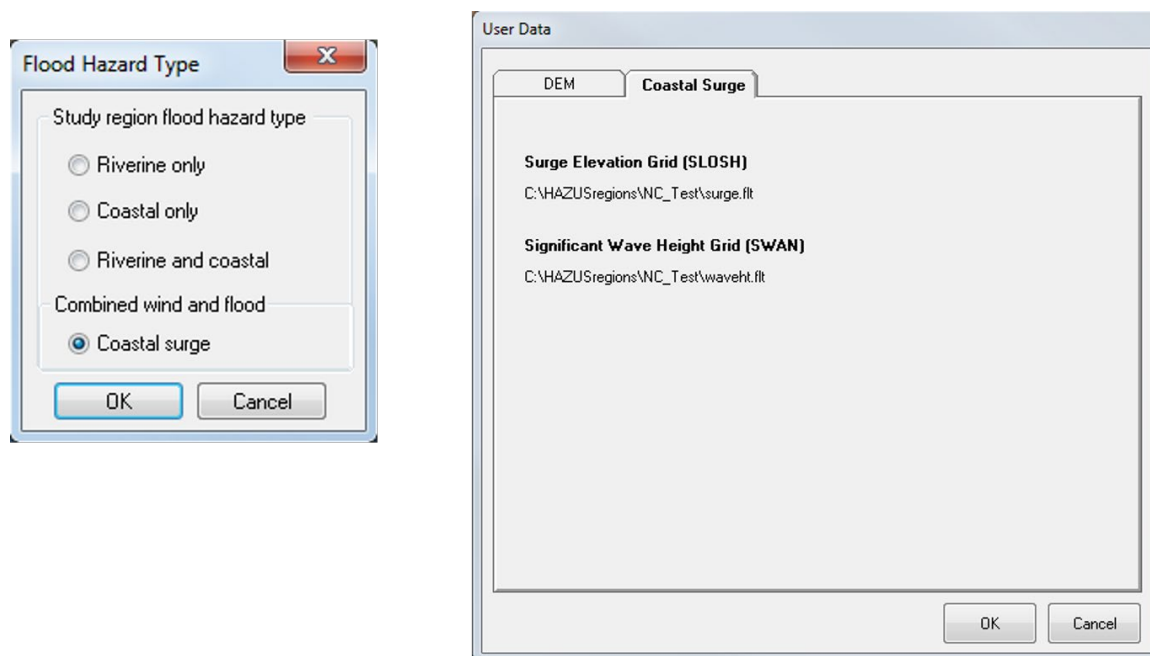 Flood Hazard Type
Study region flood hazard type
Riverine only
Coastal only
Riverine and coastal
Combined wind and flood
Coastal surge
OK Cancel
User Data
DEM Coastal Surge
Surge Elevation Grid (SLOSH)
C:\HAZUSregions\NC_Test\surge.flt
Significant Wave Height Grid (SWAN)
C:\HAZUSregions\NC_Test\waveht.flt
OK Cancel